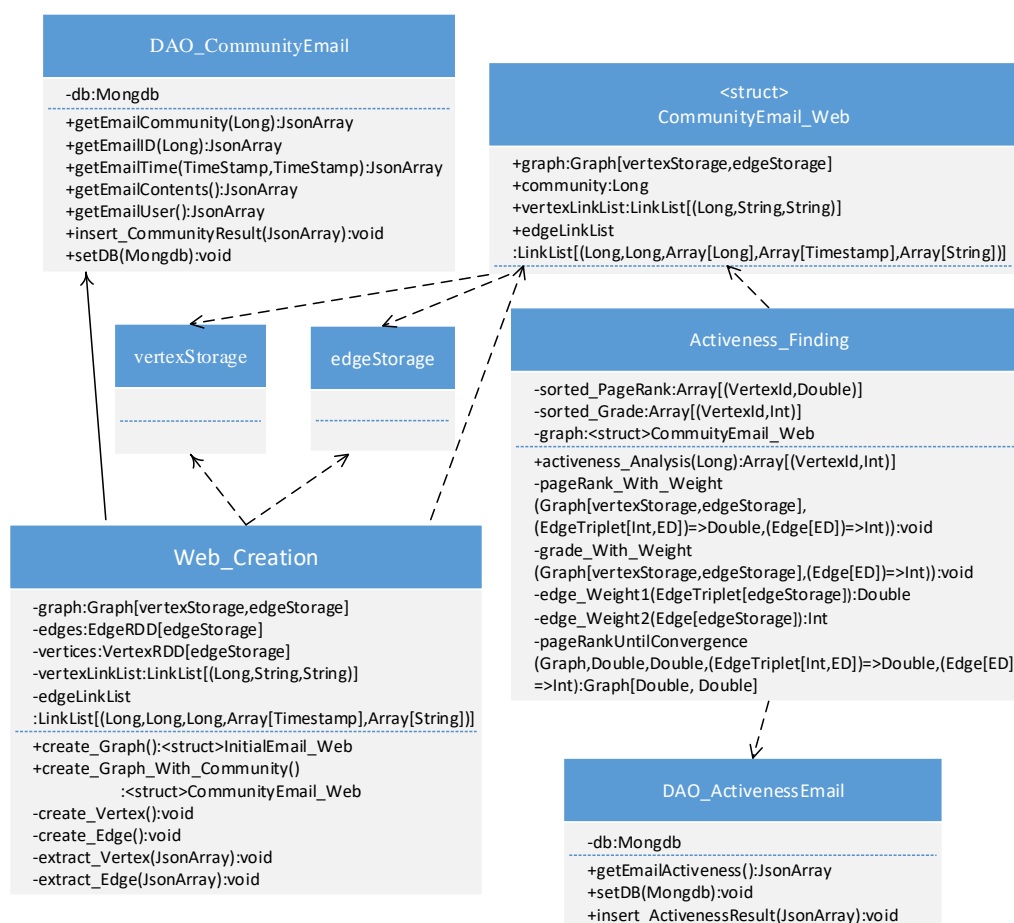 DAO_CommunityEmail
-db:Mongdb
+getEmailCommunity(Long):JsonArray
+getEmailID(Long):JsonArray
+getEmailTime(TimeStamp,TimeStamp):JsonArray
+getEmailContents():JsonArray
+getEmailUser():JsonArray
+insert_CommunityResult(JsonArray):void
+setDB(Mongdb):void
<struct>
CommunityEmail_Web
+graph:Graph[vertexStorage,edgeStorage]
+community:Long
+vertexLinkList:LinkList[(Long,String,String)]
+edgeLinkList
:LinkList[(Long,Long,Array[Long],Array[Timestamp],Array[String])]
vertexStorage
edgeStorage
Activeness_Finding
-sorted_PageRank:Array[(VertexId,Double)]
-sorted_Grade:Array[(VertexId,Int)]
-graph:<struct>CommuityEmail_Web
+activeness_Analysis(Long):Array[(VertexId,Int)]
-pageRank_With_Weight
(Graph[vertexStorage,edgeStorage],
(EdgeTriplet[Int,ED])=>Double,(Edge[ED])=>Int)):void
-grade_With_Weight
(Graph[vertexStorage,edgeStorage],(Edge[ED])=>Int)):void
-edge_Weight1(EdgeTriplet[edgeStorage]):Double
-edge_Weight2(Edge[edgeStorage]):Int
-pageRankUntilConvergence
(Graph,Double,Double,(EdgeTriplet[Int,ED])=>Double,(Edge[ED]
=>Int):Graph[Double, Double]
Web_Creation
-graph:Graph[vertexStorage,edgeStorage]
-edges:EdgeRDD[edgeStorage]
-vertices:VertexRDD[edgeStorage]
-vertexLinkList:LinkList[(Long,String,String)]
-edgeLinkList
:LinkList[(Long,Long,Long,Array[Timestamp],Array[String])]
+create_Graph():<struct>InitialEmail_Web
+create_Graph_With_Community()
:<struct>CommunityEmail_Web
-create_Vertex():void
-create_Edge():void
-extract_Vertex(JsonArray):void
-extract_Edge(JsonArray):void
DAO_ActivenessEmail
-db:Mongdb
+getEmailActiveness():JsonArray
+setDB(Mongdb):void
+insert_ActivenessResult(JsonArray):void